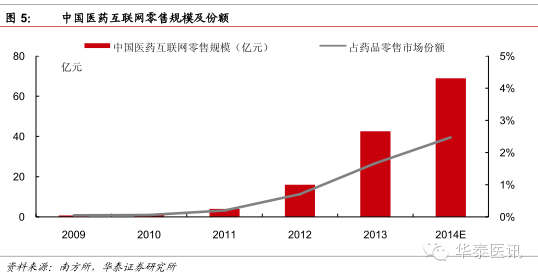 图 5: 中国医药互联网零售规模及份额
中国医药互联网零售规模（亿元） 占药品零售市场份额
80 亿元 5%
4%
60
3%
40
2%
20
1%
0 0%
2009 2010 2011 2012 2013 2014E
资料来源：南方所，华泰证券研究所
华泰医讯